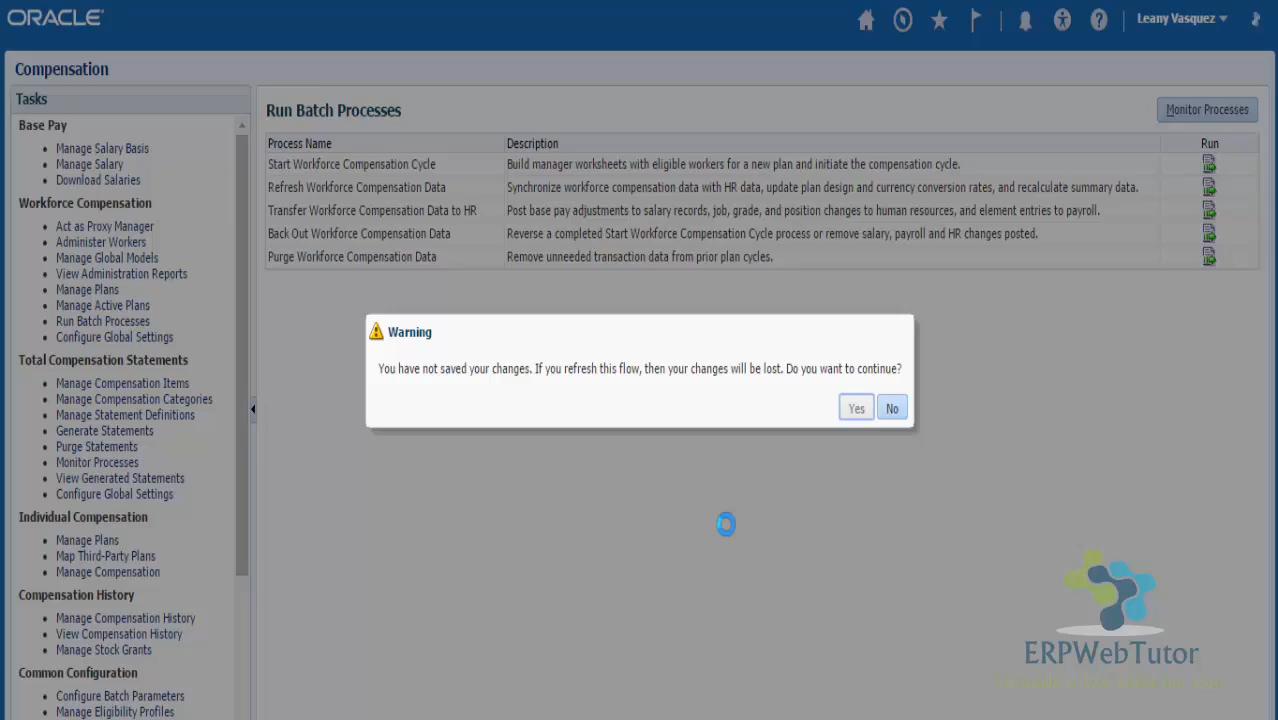 ORACLE
Leany Vasquez
Compensation
Tasks
Base Pay
Manage Salary Basis
Manage Salary
Download Salaries
Workforce Compensation
Act as Proxy Manager
Administer Workers
Manage Global Models
View Administration Reports
Manage Plans
Manage Active Plans
Run Batch Processes
Configure Global Settings
Total Compensation Statements
Manage Compensation Items
Manage Compensation Categories
Manage Statement Definitions
Generate Statements
Purge Statements
Monitor Processes
View Generated Statements
Configure Global Settings
Individual Compensation
Manage Plans
Map Third-Party Plans
Manage Compensation
Compensation History
Manage Compensation History
View Compensation History
Manage Stock Grants
Common Configuration
Configure Batch Parameters
Manage Eligibility Profiles
Run Batch Processes
Monitor Processes
Process Name Description Run
Start Workforce Compensation Cycle Build manager worksheets with eligible workers for a new plan and initiate the compensation cycle.
Refresh Workforce Compensation Data Synchronize workforce compensation data with HR data, update plan design and currency conversion rates, and recalculate summary data.
Transfer Workforce Compensation Data to HR Post base pay adjustments to salary records, job, grade, and position changes to human resources, and element entries to payroll.
Back Out Workforce Compensation Data Reverse a completed Start Workforce Compensation Cycle process or remove salary, payroll and HR changes posted.
Purge Workforce Compensation Data Remove unneeded transaction data from prior plan cycles.
Warning
You have not saved your changes. If you refresh this flow, then your changes will be lost. Do you want to continue?
Yes No
ERPWebTutor